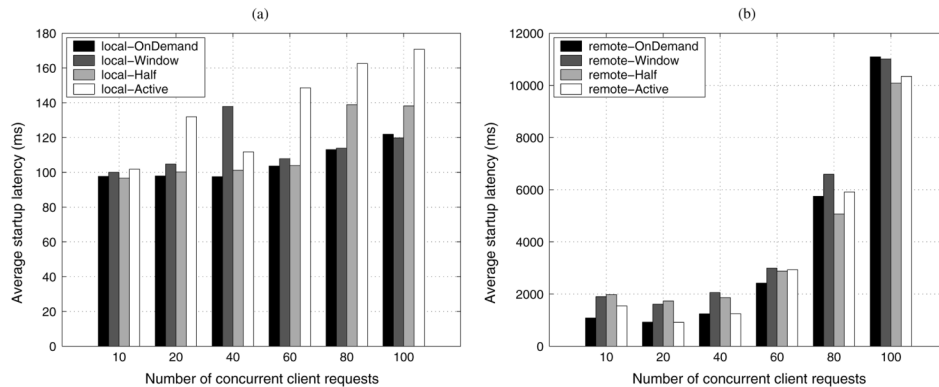 (a)
180
160
140
120
100
80
60
40
20
0
local−OnDemand
local−Window
local−Half
local−Active
Average startup latency (ms)
10 20 40 60 80 100
Number of concurrent client requests
(b)
12000
10000
8000
6000
4000
2000
0
remote−OnDemand
remote−Window
remote−Half
remote−Active
Average startup latency (ms)
10 20 40 60 80 100
Number of concurrent client requests